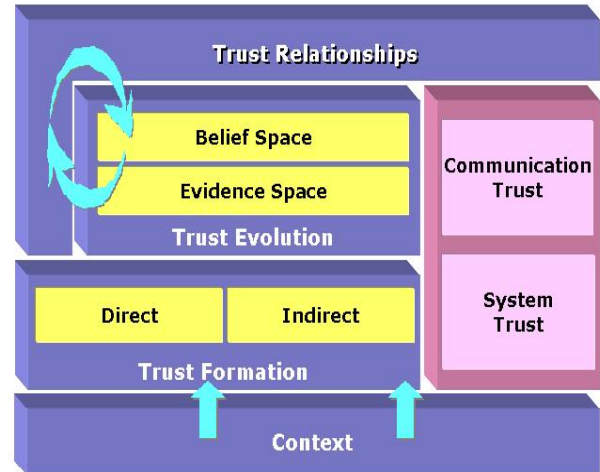 Trust Relationships
Belief Space
Evidence Space
Trust Evolution
Communication
Trust
System
Trust
Direct
Indirect
Trust Formation
Context